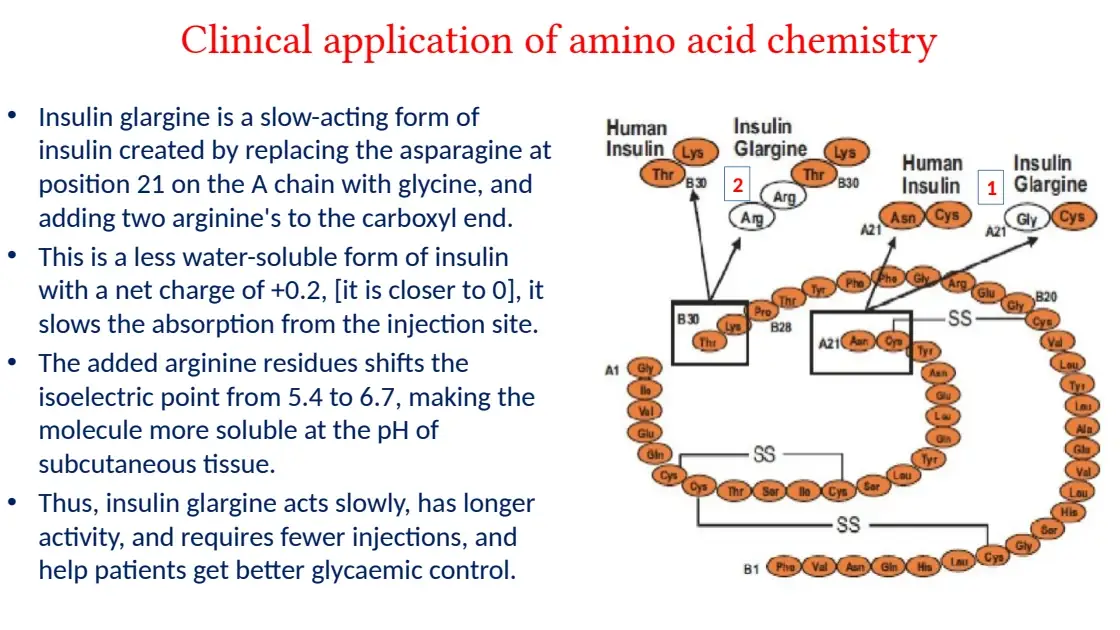 Clinical application of amino acid chemistry
• Insulin glargine is a slow-acting form of
insulin created by replacing the asparagine at
position 21 on the A chain with glycine, and
adding two arginine's to the carboxyl end.
• This is a less water-soluble form of insulin
with a net charge of +0.2, [it is closer to 0], it
slows the absorption from the injection site.
• The added arginine residues shifts the
isoelectric point from 5.4 to 6.7, making the
molecule more soluble at the pH of
subcutaneous tissue.
• Thus, insulin glargine acts slowly, has longer
activity, and requires fewer injections, and
help patients get better glycaemic control.
Human
Insulin
Lys
Thr
B30
Insulin
Glargine
Lys
Thr
B30
2
Arg
Arg
Human
Insulin
Asn
Cys
A21
1
Insulin
Glargine
Gly
Cys
A21
B30
Thr
Lys
Pro
B28
Thr
Tyr
Phe
Phe
Gly
Arg
Glu
Gly
B20
Cys
Val
Leu
Tyr
Leu
Ala
Glu
Val
Leu
His
Ser
Gly
Cys
Leu
His
Gln
Asn
Val
Phe
B1
A21
Asn
Cys
SS
Tyr
Asn
Glu
Leu
Gln
Tyr
Leu
Ser
Cys
Ile
Ser
Thr
Cys
Cys
Gln
Glu
Val
Ile
Gly
A1
SS
SS